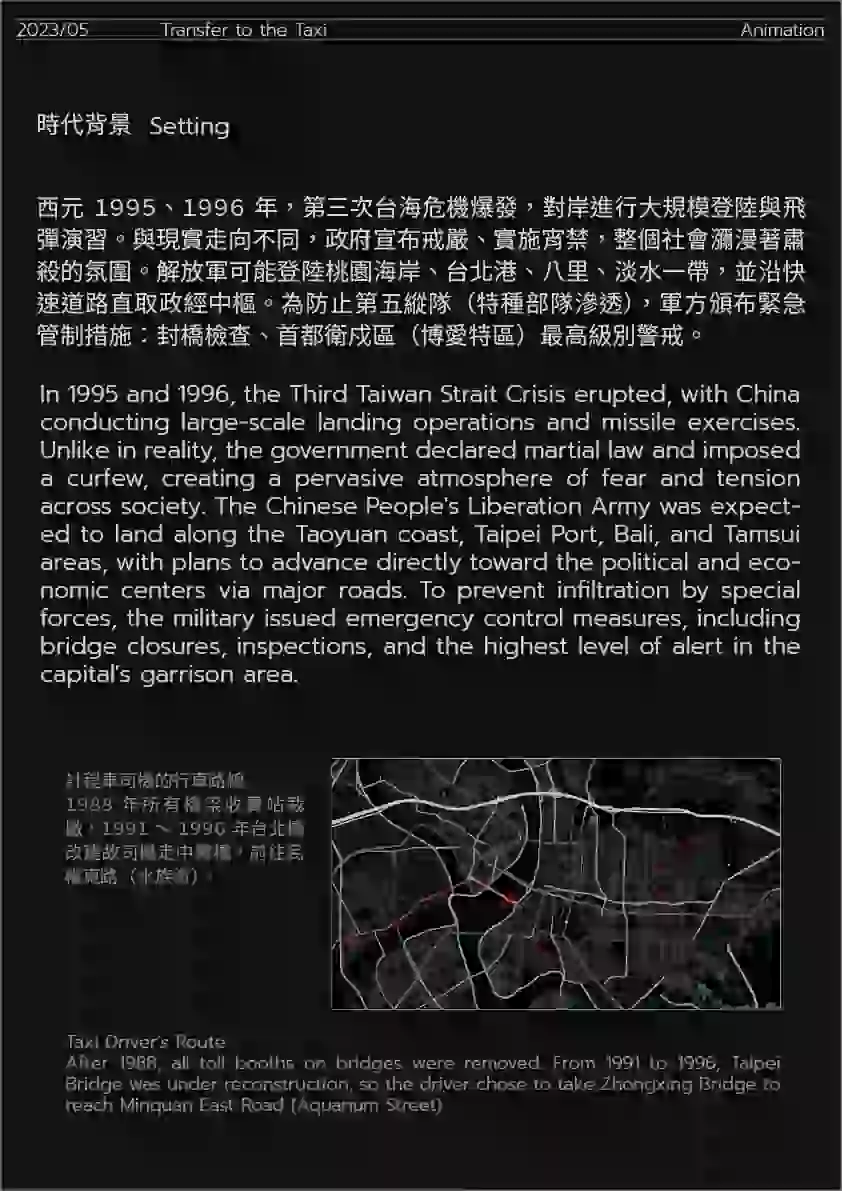 2023/05 Transfer to the Taxi Animation
時代背景 Setting
西元 1995、1996 年，第三次台海危機爆發，對岸進行大規模登陸與飛
彈演習。與現實走向不同，政府宣布戒嚴、實施宵禁，整個社會瀰漫著肅
殺的氛圍。解放軍可能登陸桃園海岸、台北港、八里、淡水一帶，並沿快
速道路直取政經中樞。為防止第五縱隊（特種部隊滲透），軍方頒布緊急
管制措施：封橋檢查、首都衛戍區（博愛特區）最高級別警戒。
In 1995 and 1996, the Third Taiwan Strait Crisis erupted, with China
conducting large-scale landing operations and missile exercises.
Unlike in reality, the government declared martial law and imposed
a curfew, creating a pervasive atmosphere of fear and tension
across society. The Chinese People's Liberation Army was expect-
ed to land along the Taoyuan coast, Taipei Port, Bali, and Tamsui
areas, with plans to advance directly toward the political and eco-
nomic centers via major roads. To prevent infiltration by special
forces, the military issued emergency control measures, including
bridge closures, inspections, and the highest level of alert in the
capital's garrison area.
計程車司機的行車路線
1988 年所有橋梁收費站裁
撤，1991 ～ 1996 年台北橋
改建故司機走中興橋，前往民
權東路（水族街）。
Taxi Driver's Route
After 1988, all toll booths on bridges were removed. From 1991 to 1996, Taipei
Bridge was under reconstruction, so the driver chose to take Zhongxing Bridge to
reach Minquan East Road (Aquarium Street)